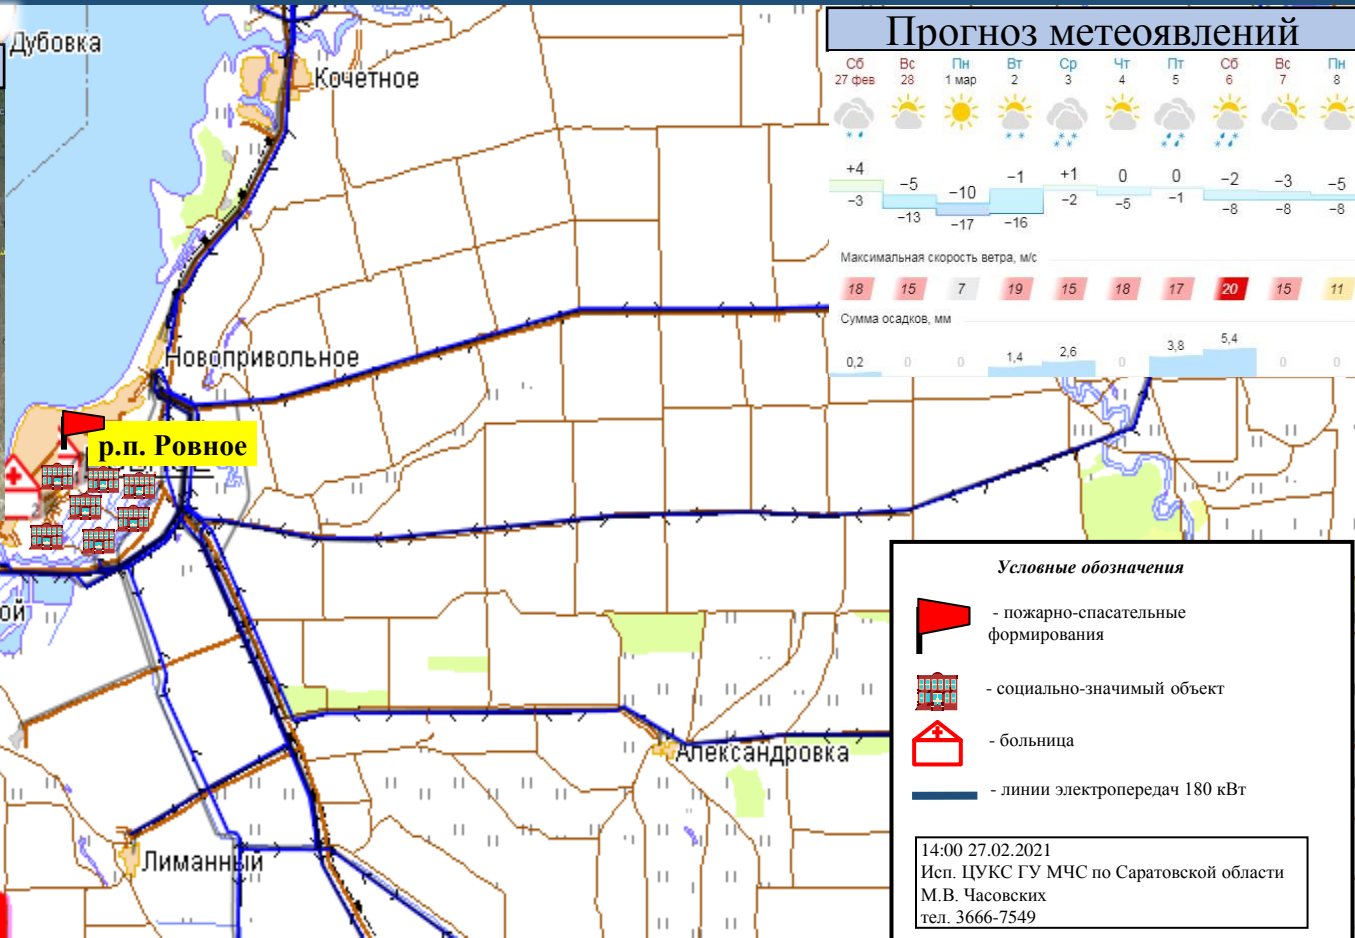 Дубовка
Кочетное
Новопривольное
р.п. Ровное
2
ой
Александровка
Лиманный
Прогноз метеоявлений
Сб Вс Пн Вт Ср Чт Пт Сб Вс Пн
27 фев 28 1 мар 2 3 4 5 6 7 8
+4 −5 −10 −1 +1 0 0 −2 −3 −5
−3 −13 −17 −16 −2 −5 −1 −8 −8 −8
Максимальная скорость ветра, м/с
18 15 7 19 15 18 17 20 15 11
Сумма осадков, мм
0,2 0 0 1,4 2,6 0 3,8 5,4 0 0
Условные обозначения
- пожарно-спасательные
формирования
- социально-значимый объект
- больница
- линии электропередач 180 кВт
14:00 27.02.2021
Исп. ЦУКС ГУ МЧС по Саратовской области
М.В. Часовских
тел. 3666-7549